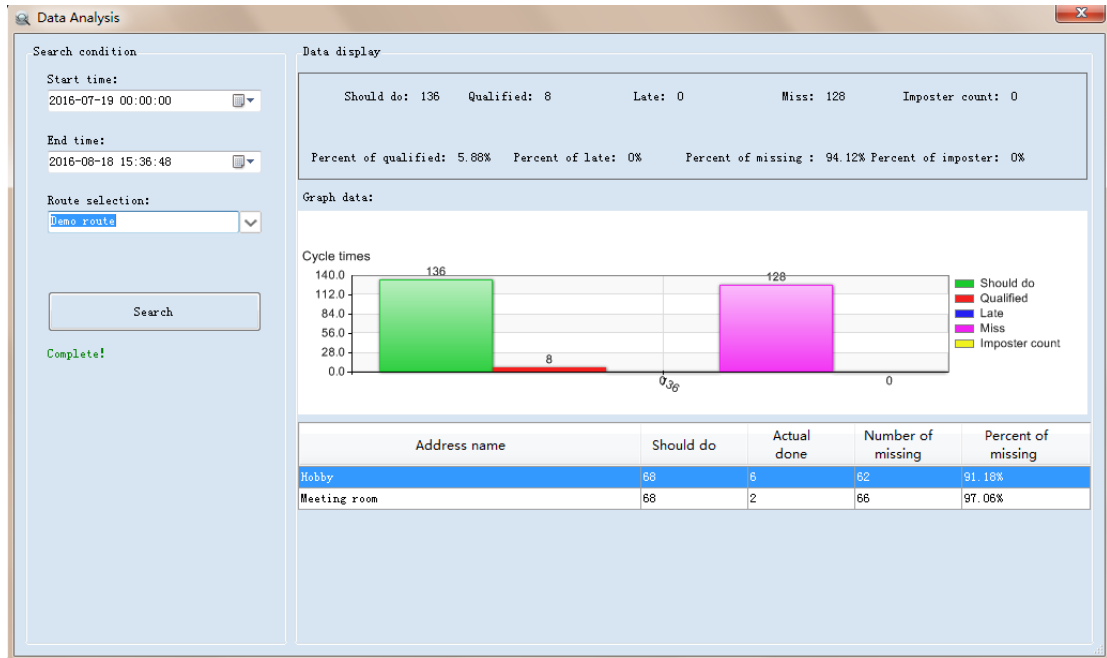 Data Analysis
Search condition
Start time:
2016-07-19 00:00:00
End time:
2016-08-18 15:36:48
Route selection:
Demo route
Search
Complete!
Data display
Should do: 136 Qualified: 8 Late: 0 Miss: 128 Imposter count: 0
Percent of qualified: 5.88% Percent of late: 0% Percent of missing : 94.12% Percent of imposter: 0%
Graph data:
Cycle times
140.0
112.0
84.0
56.0
28.0
0.0
136
8
0
136
128
0
Should do
Qualified
Late
Miss
Imposter count
Address name Should do Actual done Number of missing Percent of missing
Hobby 68 6 62 91.18%
Meeting room 68 2 66 97.06%